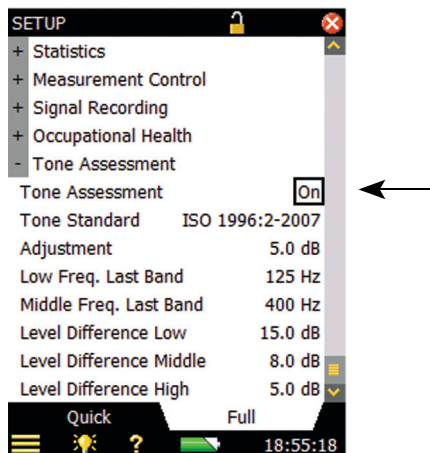 SETUP
+ Statistics
+ Measurement Control
+ Signal Recording
+ Occupational Health
- Tone Assessment
Tone Assessment On
Tone Standard ISO 1996:2-2007
Adjustment 5.0 dB
Low Freq. Last Band 125 Hz
Middle Freq. Last Band 400 Hz
Level Difference Low 15.0 dB
Level Difference Middle 8.0 dB
Level Difference High 5.0 dB
Quick Full
? 18:55:18